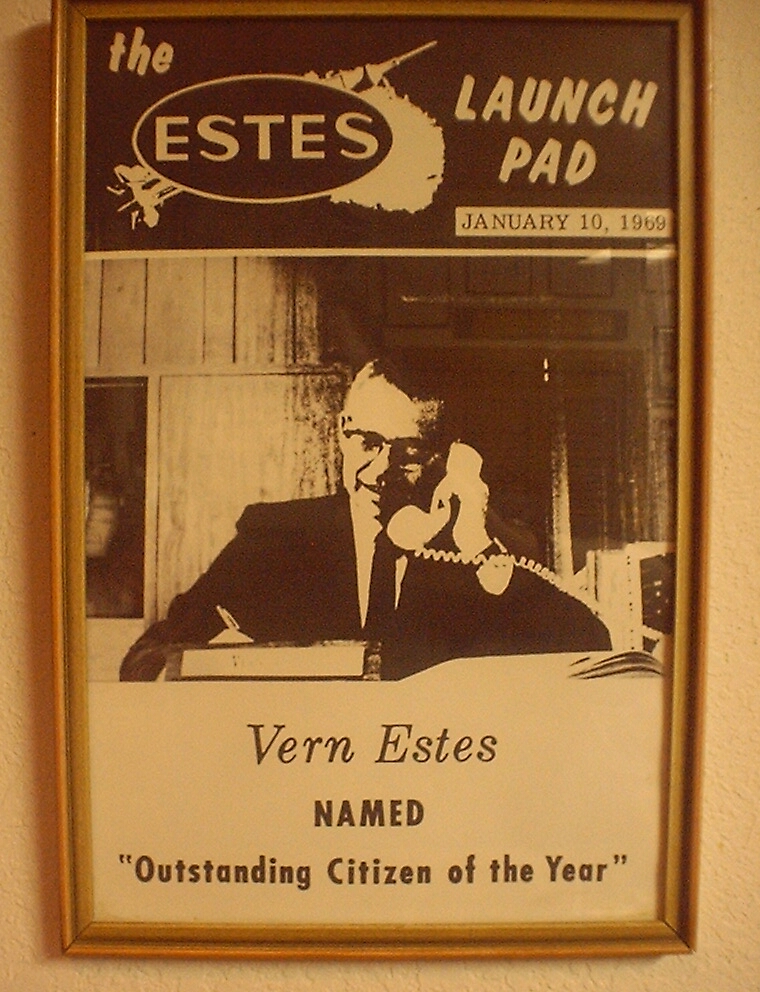 the
ESTES
LAUNCH
PAD
JANUARY 10, 1969
Vern Estes
NAMED
"Outstanding Citizen of the Year"